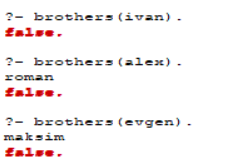 ?- brothers(ivan).
false.
?- brothers(alex).
roman
false.
?- brothers(evgen).
maksim
false.